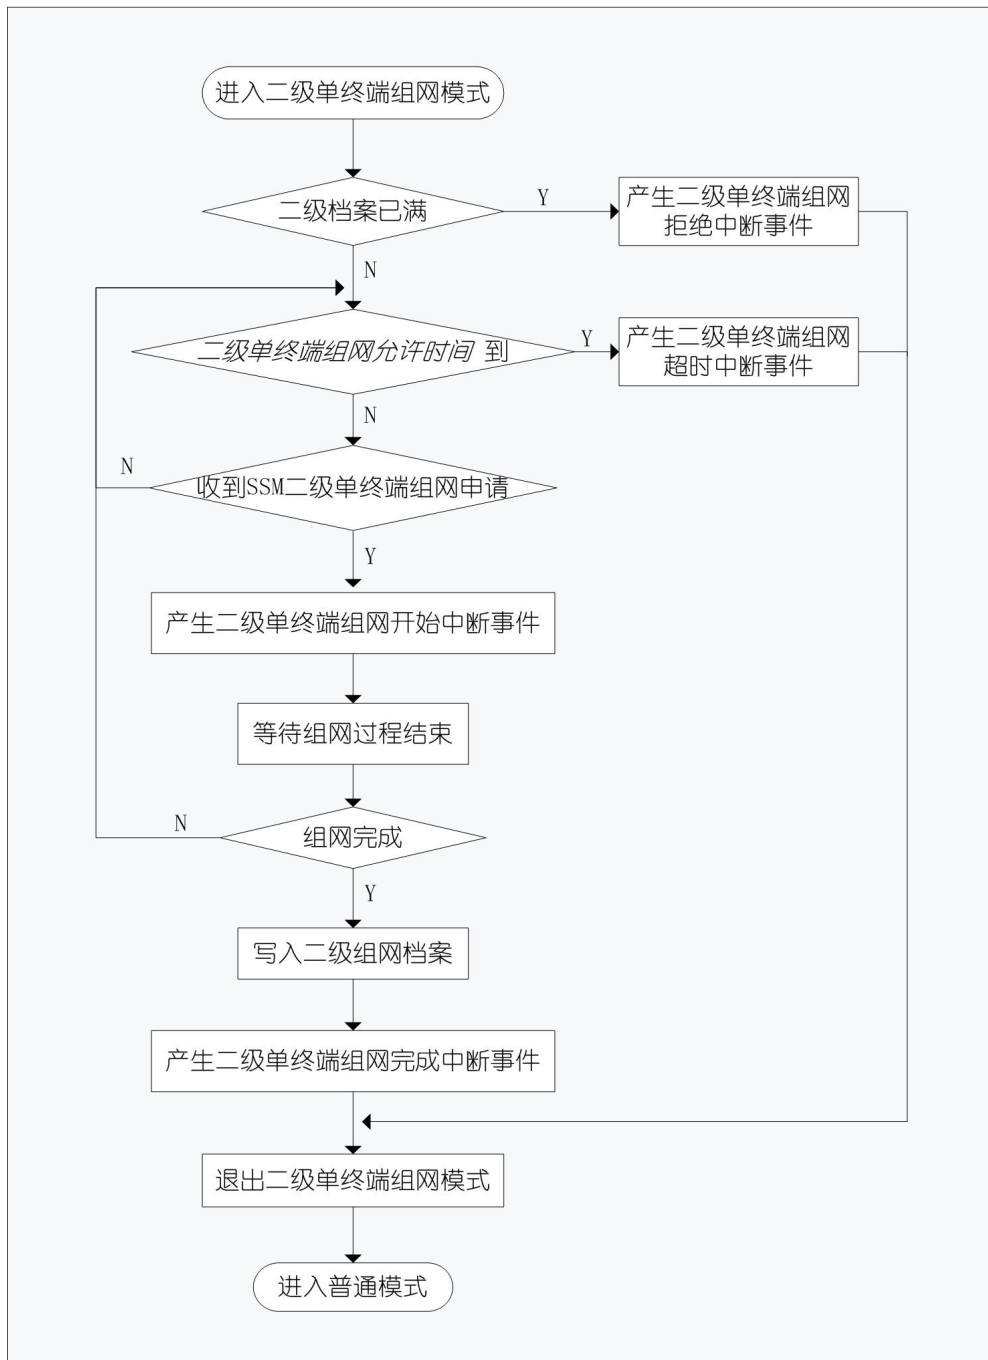 进入二级单终端组网模式
二级档案已满
Y
产生二级单终端组网
拒绝中断事件
N
二级单终端组网允许时间 到
Y
产生二级单终端组网
超时中断事件
N
收到SSM二级单终端组网申请
N
Y
产生二级单终端组网开始中断事件
等待组网过程结束
组网完成
N
Y
写入二级组网档案
产生二级单终端组网完成中断事件
退出二级单终端组网模式
进入普通模式